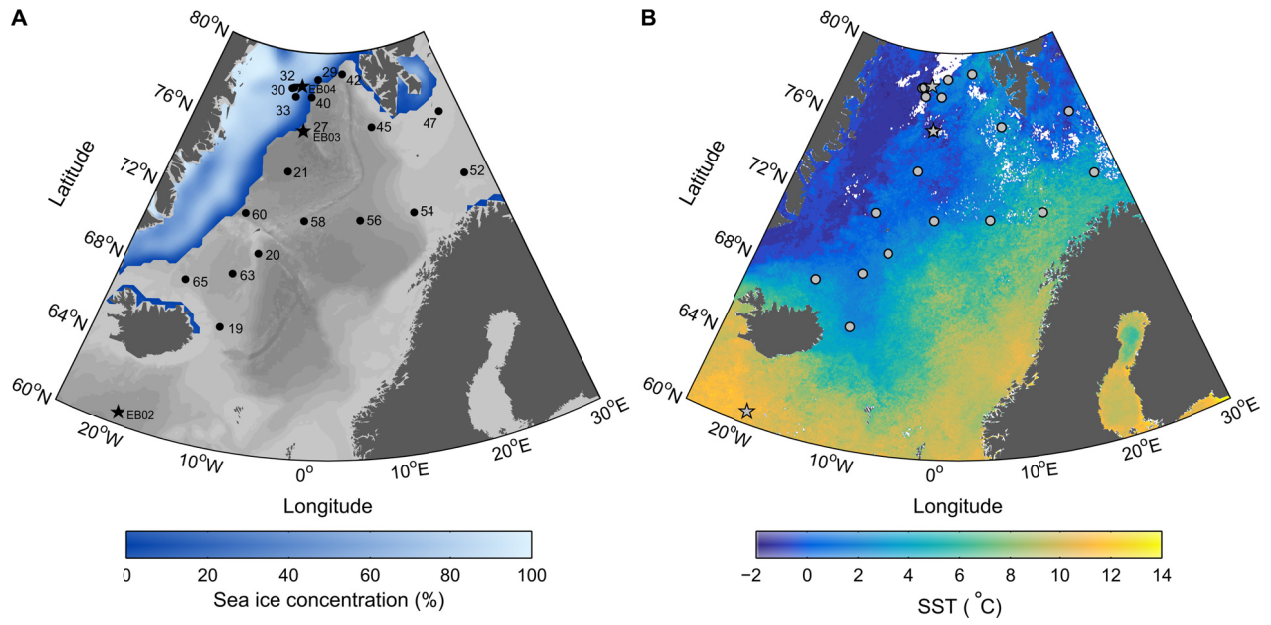 A
B
80°N
76°N
72°N
68°N
64°N
60°N
Latitude
32
29
42
30
EB04
33
40
27
EB03
45
47
21
52
60
58
56
54
20
65
63
19
EB02
20°W
10°W
0°
10°E
20°E
30°E
Longitude
0 20 40 60 80 100
Sea ice concentration (%)
80°N
76°N
72°N
68°N
64°N
60°N
Latitude
20°W
10°W
0°
10°E
20°E
30°E
Longitude
−2 0 2 4 6 8 10 12 14
SST ( °C)